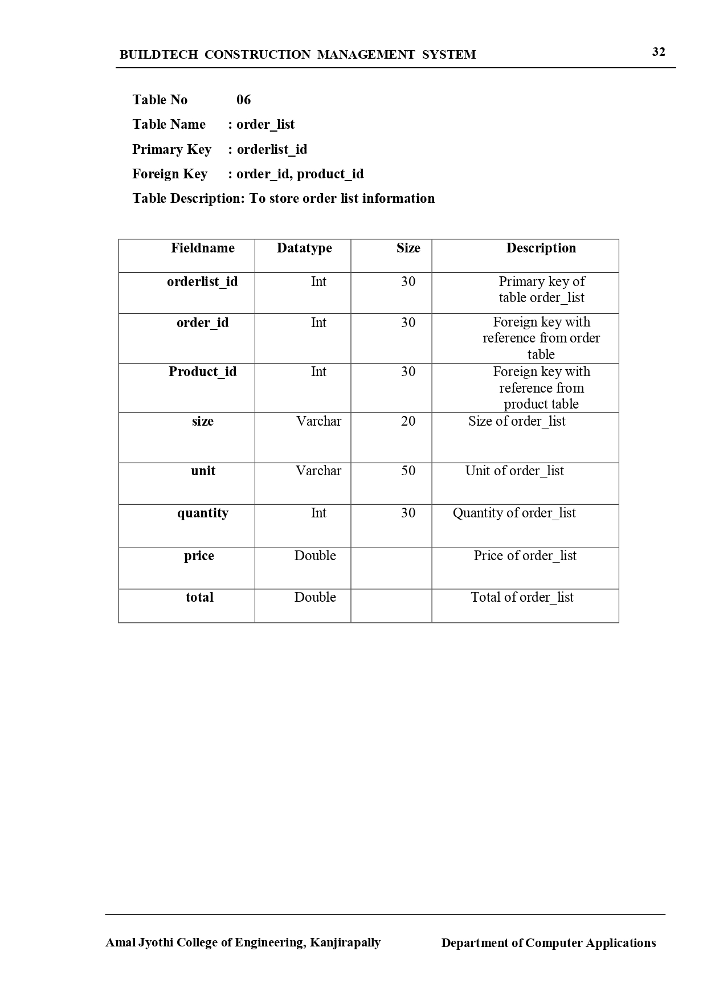 BUILDTECH CONSTRUCTION MANAGEMENT SYSTEM 32
Table No 06
Table Name : order_list
Primary Key : orderlist_id
Foreign Key : order_id, product_id
Table Description: To store order list information
Fieldname Datatype Size Description
orderlist_id Int 30 Primary key of
table order_list
order_id Int 30 Foreign key with
reference from order
table
Product_id Int 30 Foreign key with
reference from
product table
size Varchar 20 Size of order_list
unit Varchar 50 Unit of order_list
quantity Int 30 Quantity of order_list
price Double Price of order_list
total Double Total of order_list
Amal Jyothi College of Engineering, Kanjirapally Department of Computer Applications